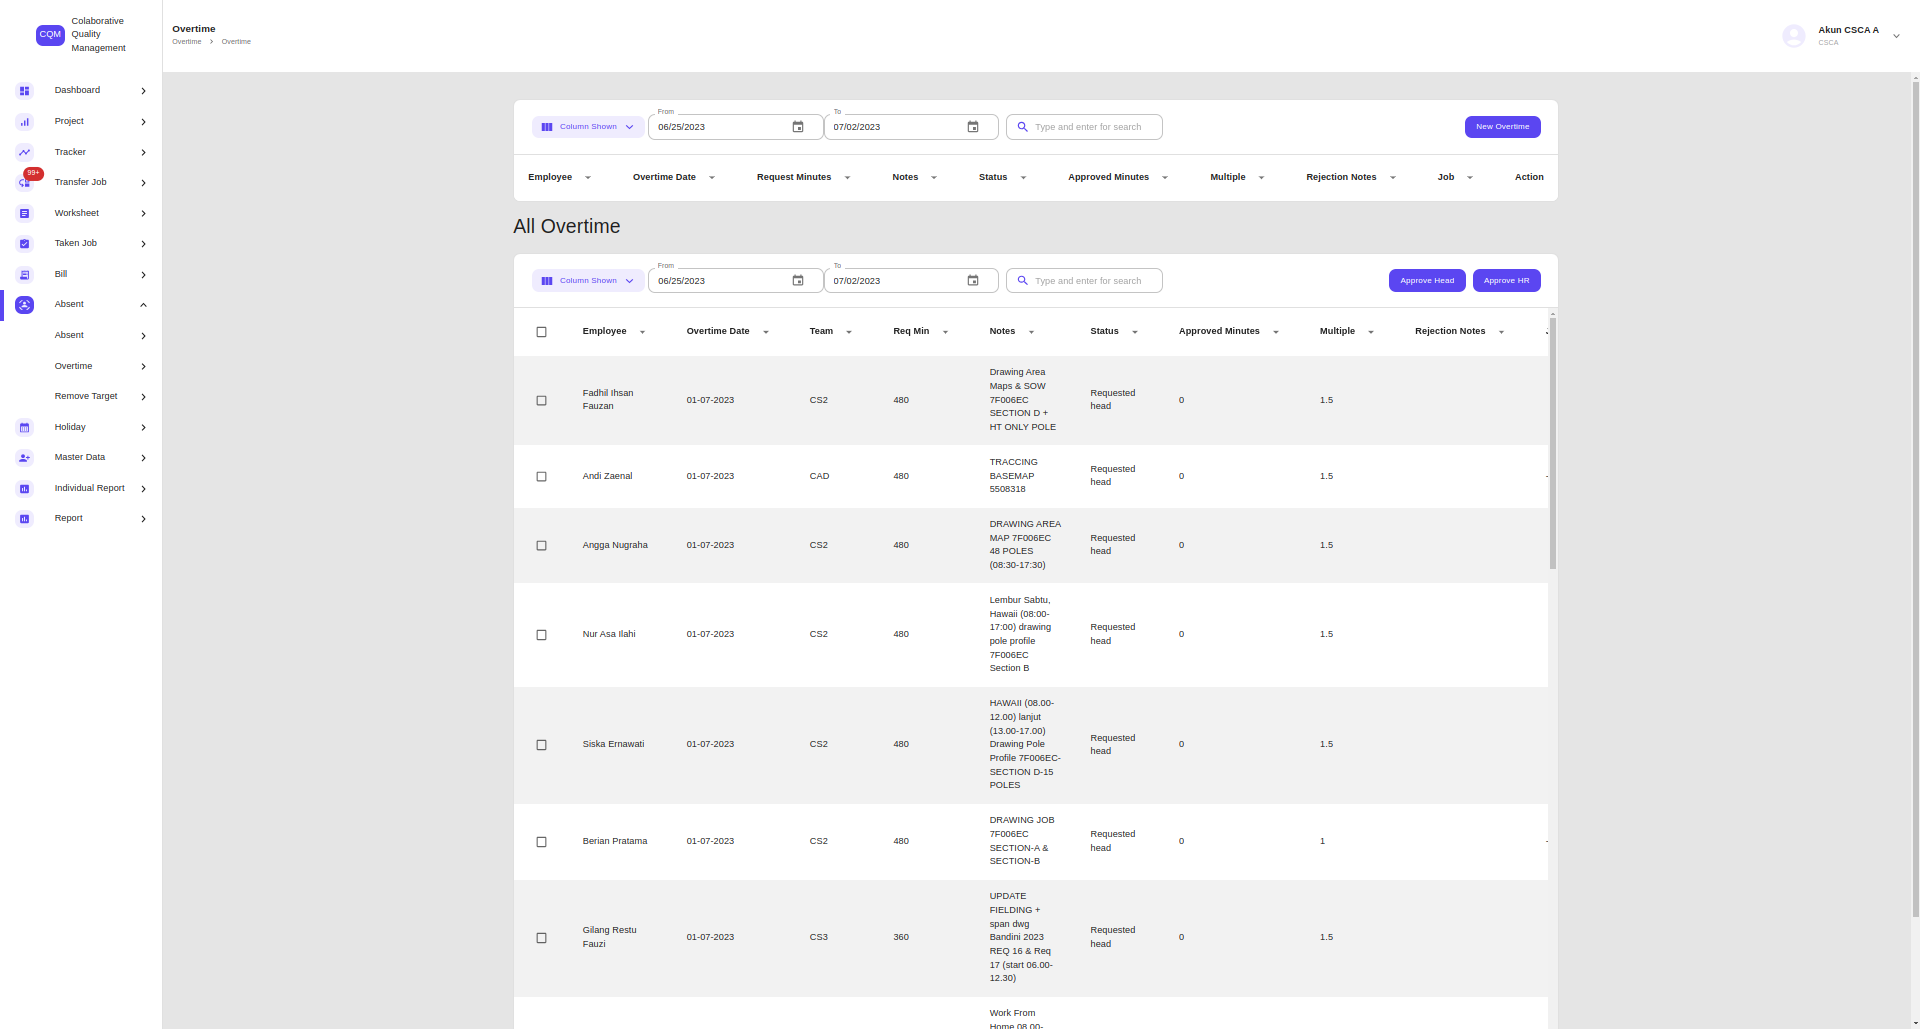 CQM
Colaborative
Quality
Management
Overtime
Overtime > Overtime
Akun CSCA A
CSCA
Dashboard
Project
Tracker
99+
Transfer Job
Worksheet
Taken Job
Bill
Absent
Absent
Overtime
Remove Target
Holiday
Master Data
Individual Report
Report
Column Shown
From
06/25/2023
To
07/02/2023
Type and enter for search
New Overtime
Employee Overtime Date Request Minutes Notes Status Approved Minutes Multiple Rejection Notes Job Action
All Overtime
Column Shown
From
06/25/2023
To
07/02/2023
Type and enter for search
Approve Head
Approve HR
Employee Overtime Date Team Req Min Notes Status Approved Minutes Multiple Rejection Notes
Fadhil Ihsan
Fauzan
01-07-2023
CS2
480
Drawing Area
Maps & SOW
7F006EC
SECTION D +
HT ONLY POLE
Requested
head
0
1.5
Andi Zaenal
01-07-2023
CAD
480
TRACCING
BASEMAP
5508318
Requested
head
0
1.5
-
Angga Nugraha
01-07-2023
CS2
480
DRAWING AREA
MAP 7F006EC
48 POLES
(08:30-17:30)
Requested
head
0
1.5
Nur Asa Ilahi
01-07-2023
CS2
480
Lembur Sabtu,
Hawaii (08:00-
17:00) drawing
pole profile
7F006EC
Section B
Requested
head
0
1.5
Siska Ernawati
01-07-2023
CS2
480
HAWAII (08.00-
12.00) lanjut
(13.00-17.00)
Drawing Pole
Profile 7F006EC-
SECTION D-15
POLES
Requested
head
0
1.5
Berian Pratama
01-07-2023
CS2
480
DRAWING JOB
7F006EC
SECTION-A &
SECTION-B
Requested
head
0
1
-
Gilang Restu
Fauzi
01-07-2023
CS3
360
UPDATE
FIELDING +
span dwg
Bandini 2023
REQ 16 & Req
17 (start 06.00-
12.30)
Requested
head
0
1.5
Work From
Home 08.00-